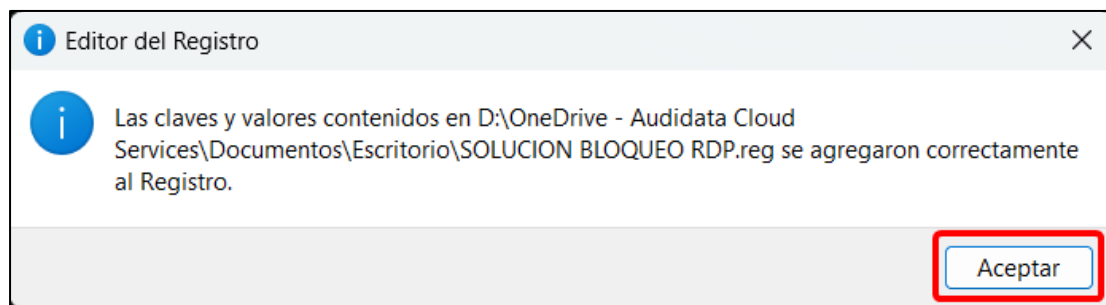 Editor del Registro
Las claves y valores contenidos en D:\OneDrive - Audidata Cloud
Services\Documentos\Escritorio\SOLUCION BLOQUEO RDP.reg se agregaron correctamente
al Registro.
Aceptar